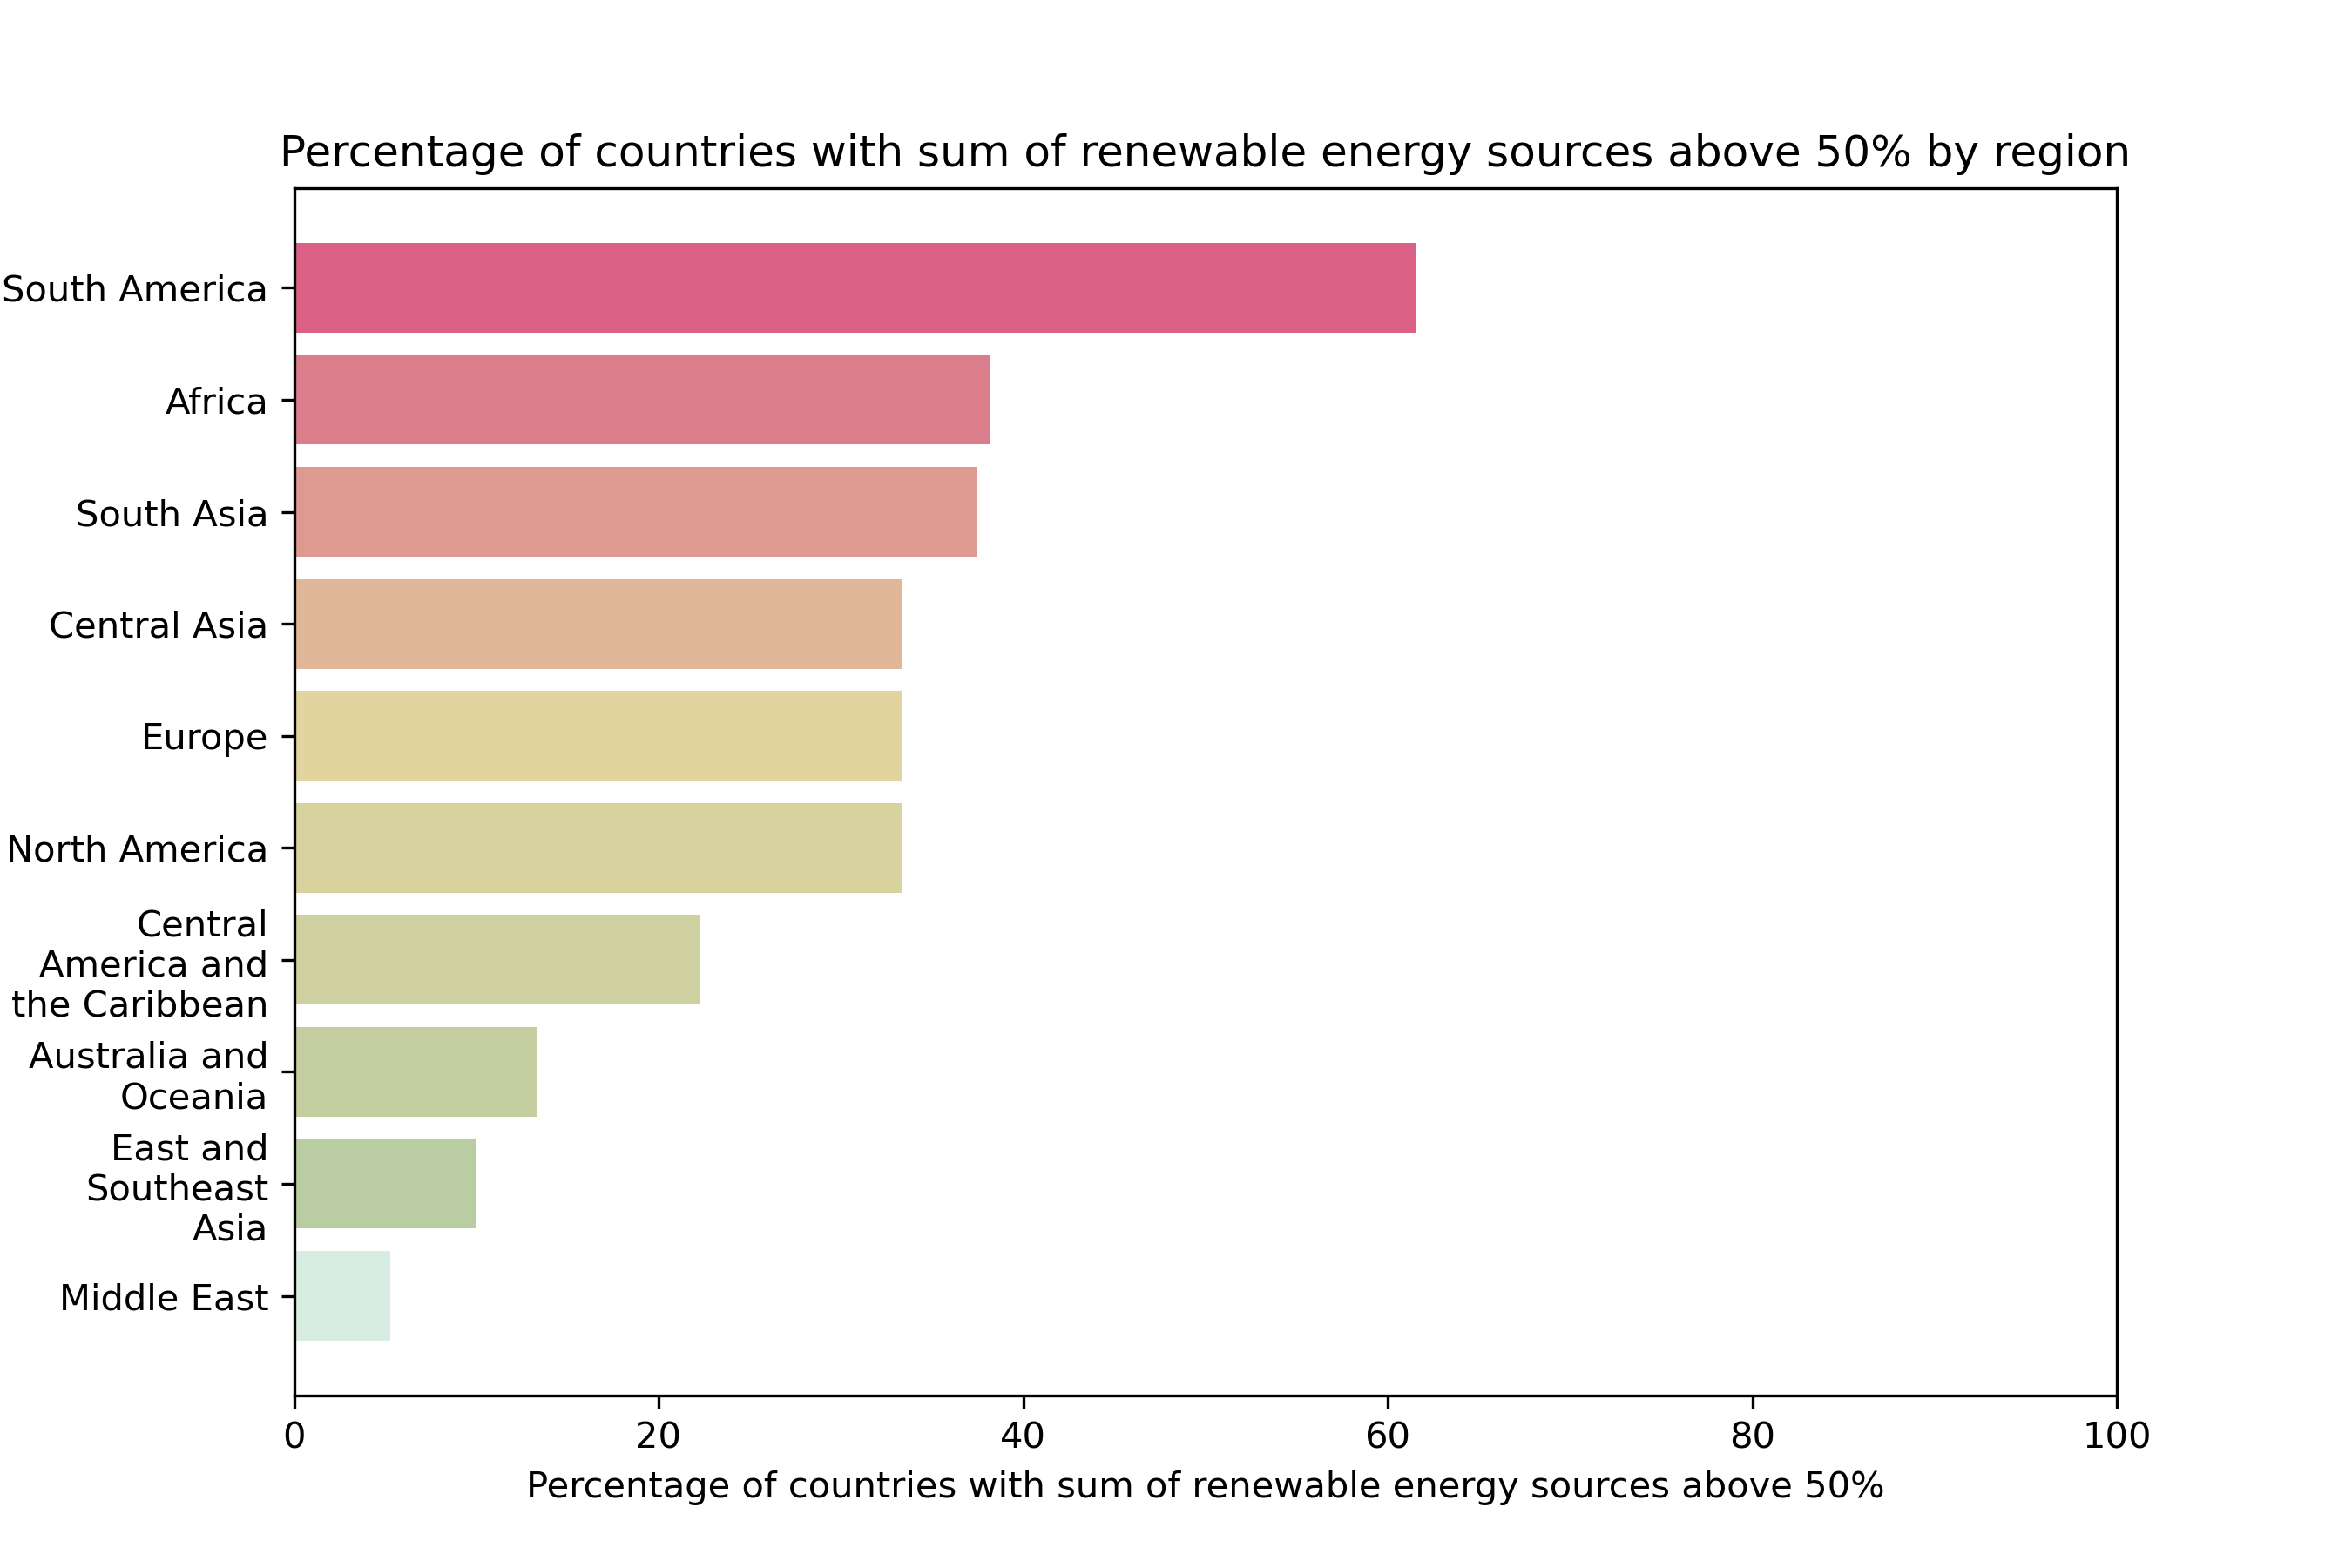 Percentage of countries with sum of renewable energy sources above 50% by region
South America
Africa
South Asia
Central Asia
Europe
North America
Central
America and
the Caribbean
Australia and
Oceania
East and
Southeast
Asia
Middle East
0 20 40 60 80 100
Percentage of countries with sum of renewable energy sources above 50%